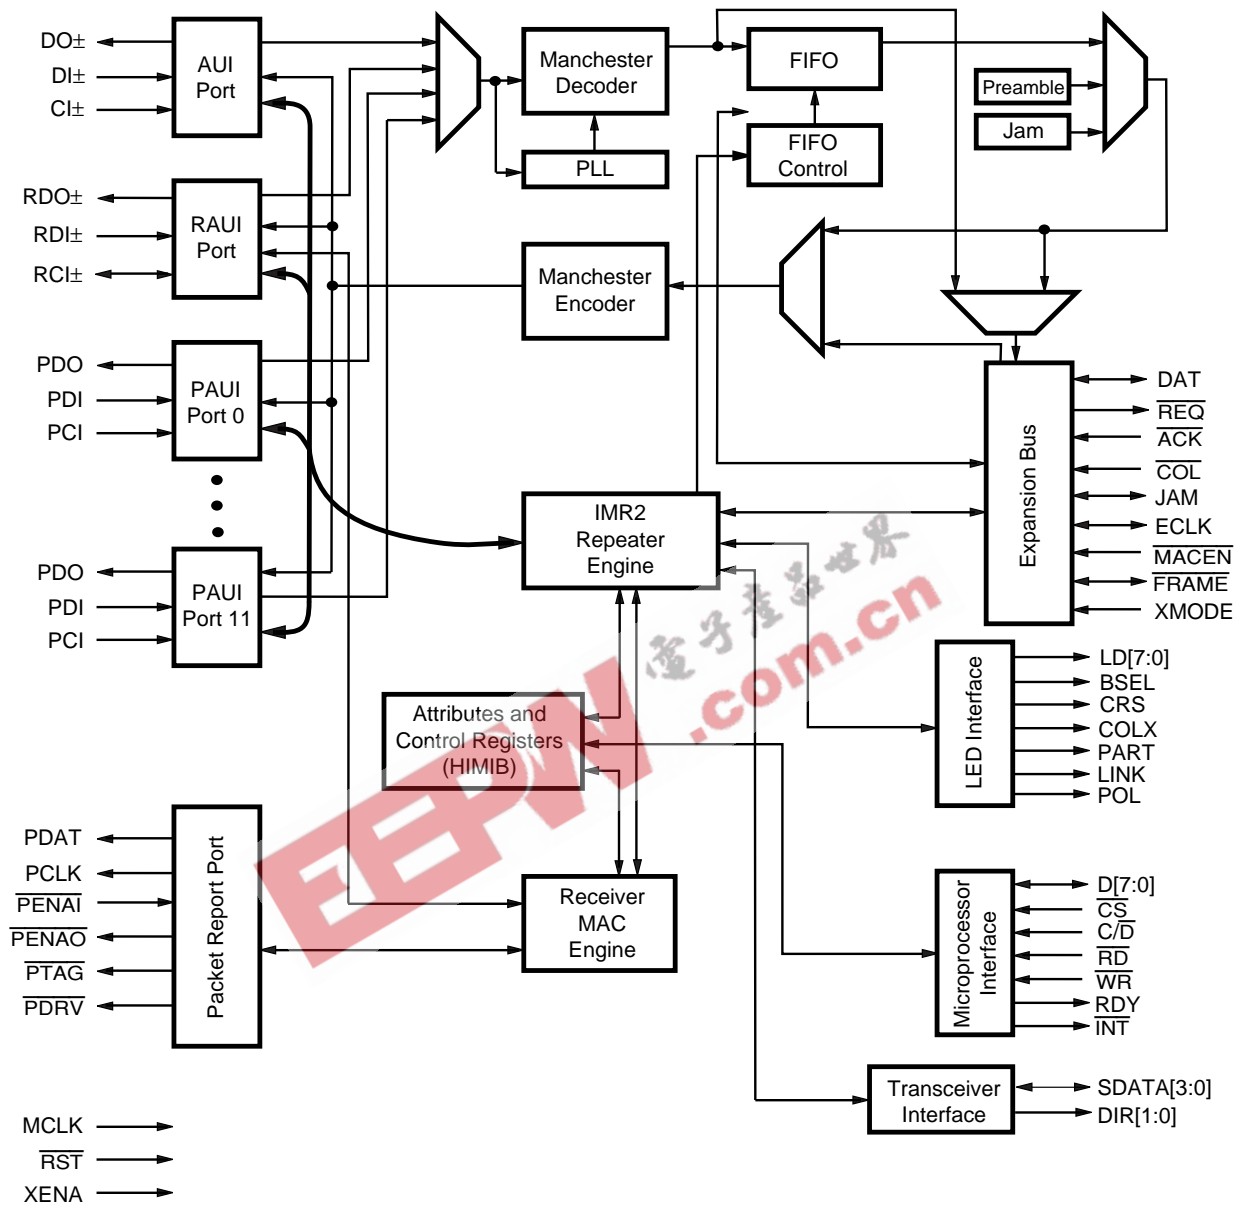 DO±
DI±
CI±
AUI
Port
RDO±
RDI±
RCI±
RAUI
Port
PDO
PDI
PCI
PAUI
Port 0
PDO
PDI
PCI
PAUI
Port 11
Manchester
Decoder
PLL
FIFO
FIFO
Control
Preamble
Jam
Manchester
Encoder
IMR2
Repeater
Engine
Expansion Bus
DAT
REQ
ACK
COL
JAM
ECLK
MACEN
FRAME
XMODE
LED Interface
LD[7:0]
BSEL
CRS
COLX
PART
LINK
POL
Attributes and
Control Registers
(HIMIB)
Packet Report Port
PDAT
PCLK
PENAI
PENAO
PTAG
PDRV
Receiver
MAC
Engine
Microprocessor
Interface
D[7:0]
CS
C/D
RD
WR
RDY
INT
Transceiver
Interface
SDATA[3:0]
DIR[1:0]
MCLK
RST
XENA
EEPW
.com.cn
電子產品世界